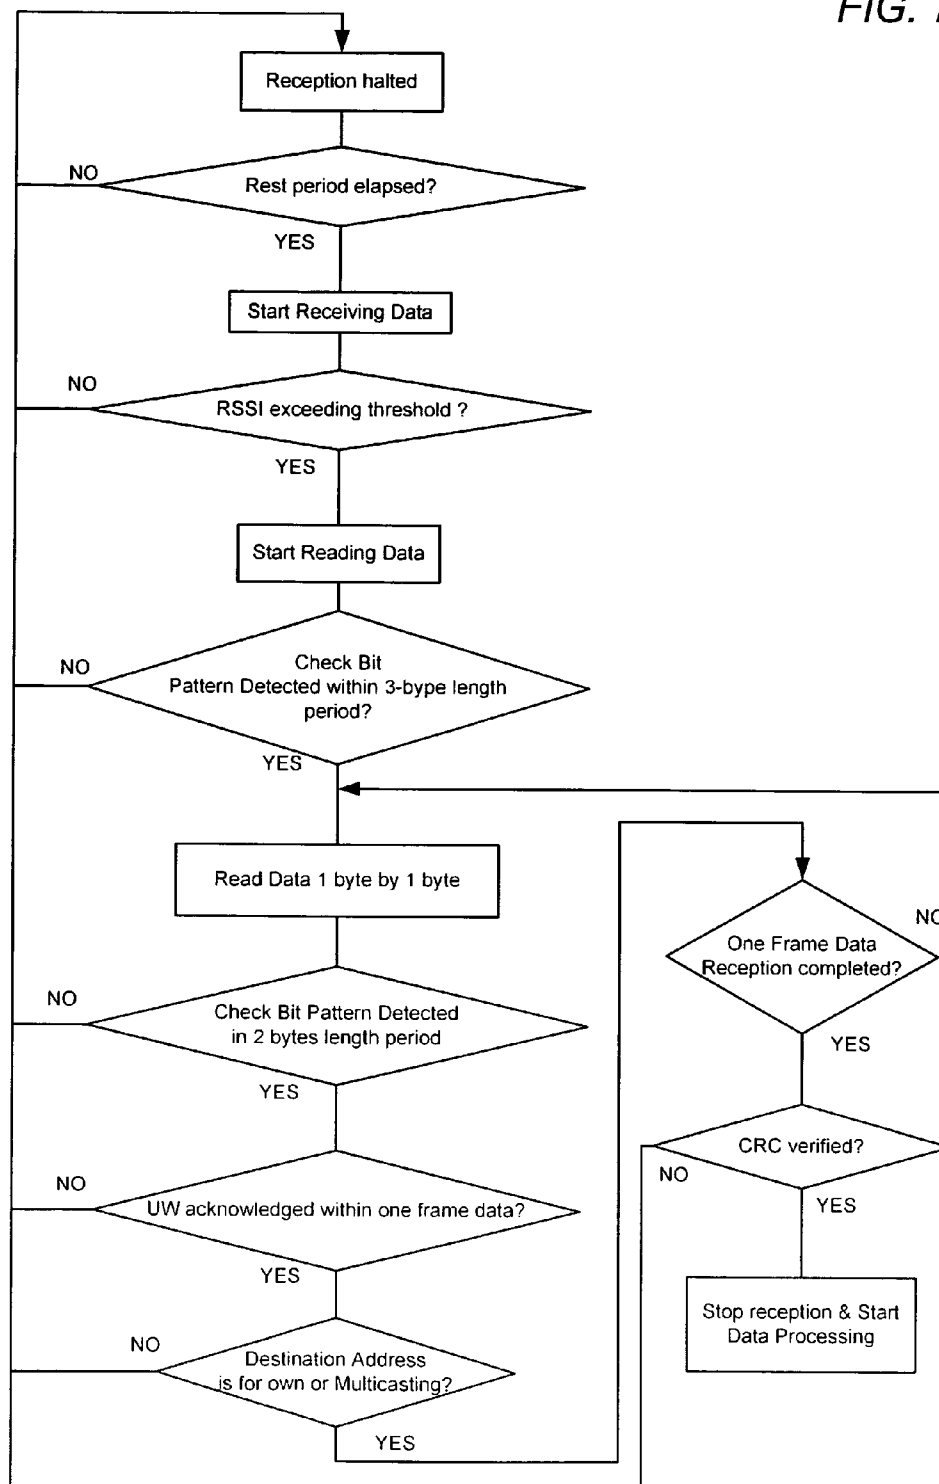 FIG.
Reception halted
NO
Rest period elapsed?
YES
Start Receiving Data
NO
RSSI exceeding threshold ?
YES
Start Reading Data
NO
Check Bit
Pattern Detected within 3-bype length
period?
YES
Read Data 1 byte by 1 byte
NO
Check Bit Pattern Detected
in 2 bytes length period
YES
NO
UW acknowledged within one frame data?
YES
NO
Destination Address
is for own or Multicasting?
YES
One Frame Data
Reception completed?
NO
YES
CRC verified?
NO
YES
Stop reception & Start
Data Processing